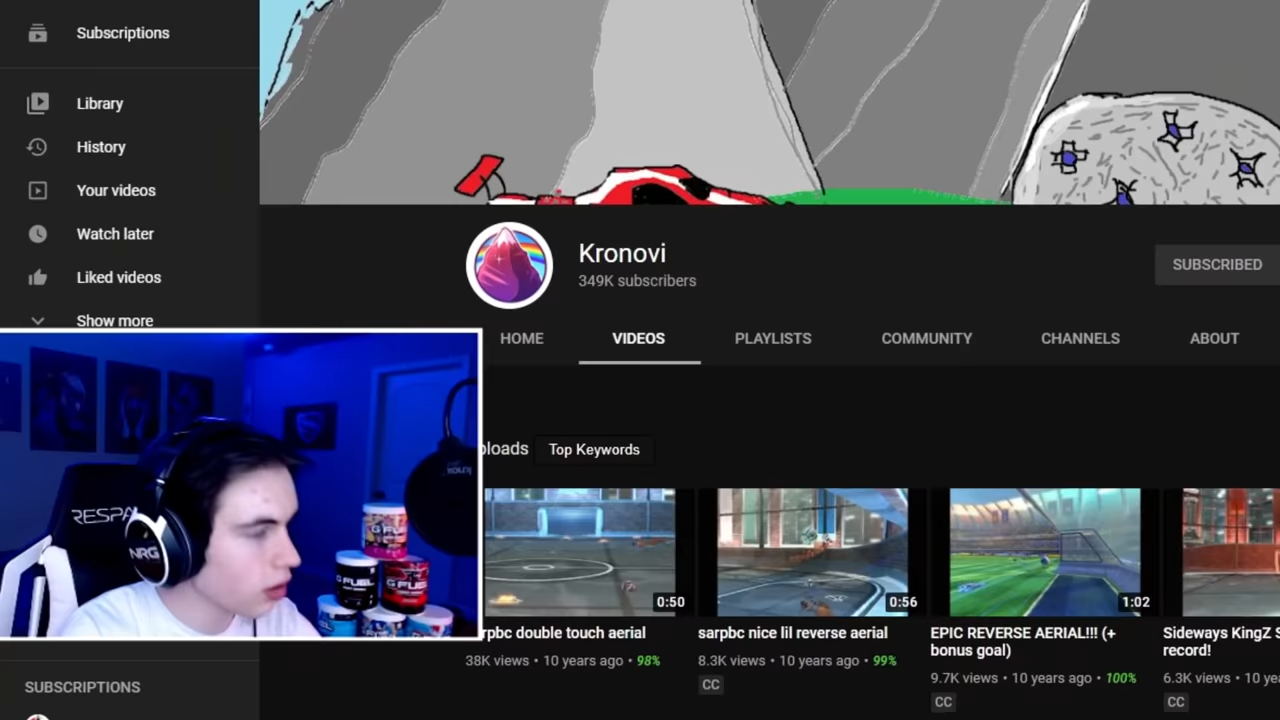 Subscriptions
Library
History
Your videos
Watch later
Liked videos
Show more
Kronovi
349K subscribers
SUBSCRIBED
HOME
VIDEOS
PLAYLISTS
COMMUNITY
CHANNELS
ABOUT
ploads
Top Keywords
RESPA
NRG
G FUEL
0:50
0:56
1:02
rpbc double touch aerial
38K views • 10 years ago • 98%
sarpbc nice lil reverse aerial
8.3K views • 10 years ago • 99%
CC
EPIC REVERSE AERIAL!!! (+
bonus goal)
9.7K views • 10 years ago • 100%
CC
Sideways KingZ S
record!
6.3K views • 10 yea
CC
SUBSCRIPTIONS